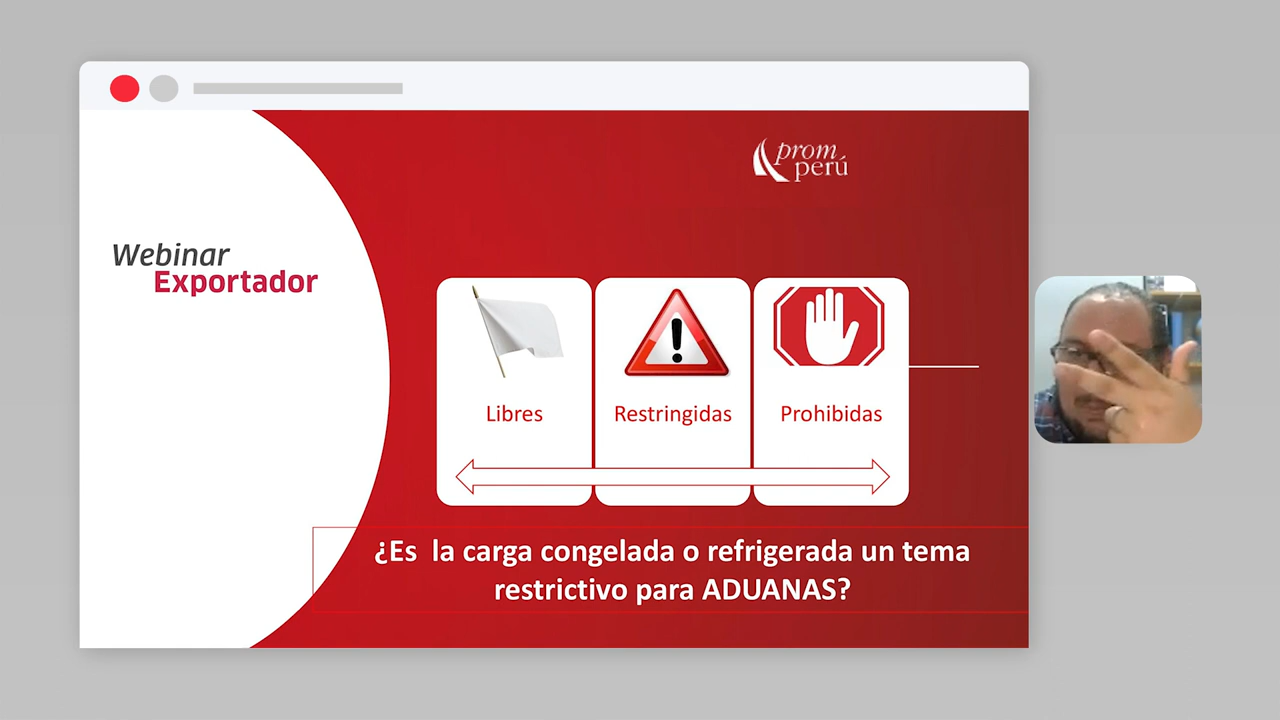 prom
perú
Webinar
Exportador
Libres
Restringidas
Prohibidas
¿Es la carga congelada o refrigerada un tema
restrictivo para ADUANAS?